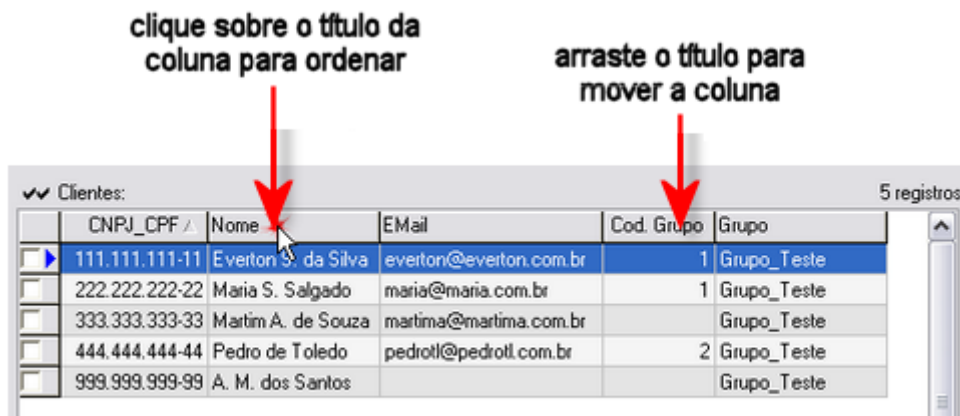 clique sobre o título da
coluna para ordenar
arraste o título para
mover a coluna
Clientes: 5 registros
CNPJ_CPF Nome EMail Cod. Grupo Grupo
111.111.111-11 Everton S. da Silva everton@everton.com.br 1 Grupo_Teste
222.222.222-22 Maria S. Salgado maria@maria.com.br 1 Grupo_Teste
333.333.333-33 Martim A. de Souza martima@martima.com.br Grupo_Teste
444.444.444-44 Pedro de Toledo pedrotl@pedrotl.com.br 2 Grupo_Teste
999.999.999-99 A. M. dos Santos Grupo_Teste